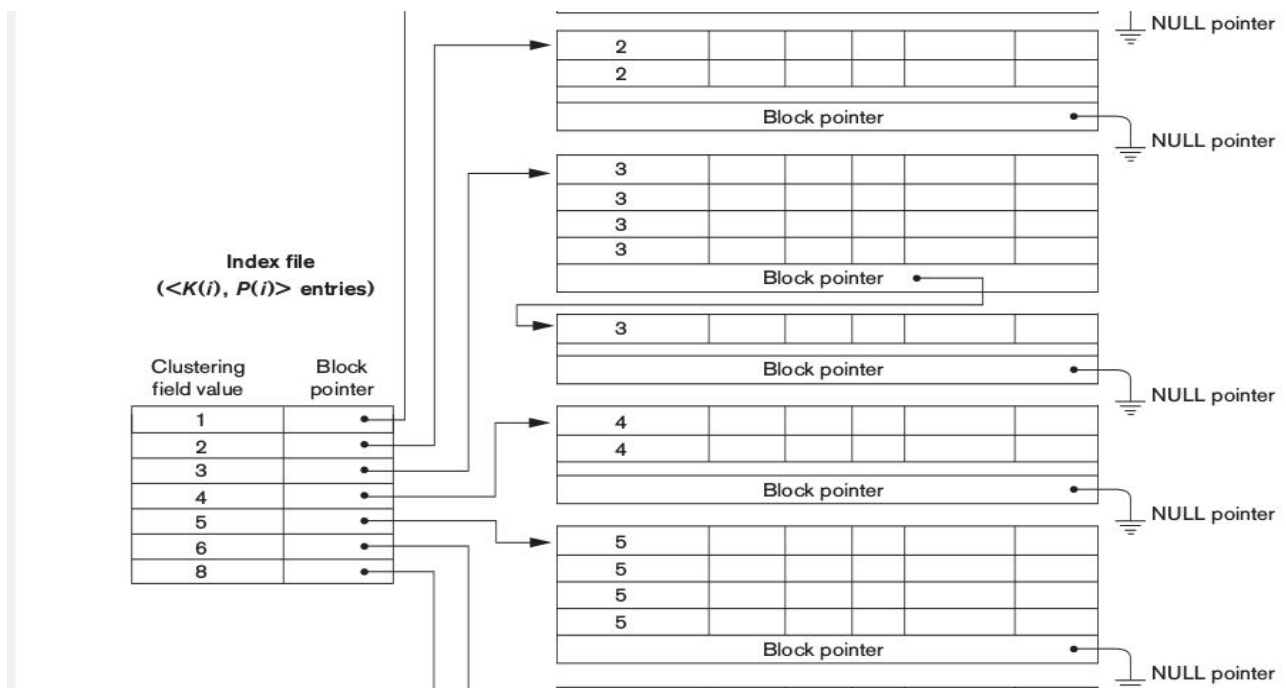 NULL pointer
2
2
Block pointer
NULL pointer
3
3
3
3
Block pointer
3
Block pointer
NULL pointer
4
4
Block pointer
NULL pointer
5
5
5
5
Block pointer
NULL pointer
Index file
(<K(i), P(i)> entries)
Clustering field value
Block pointer
1
2
3
4
5
6
8